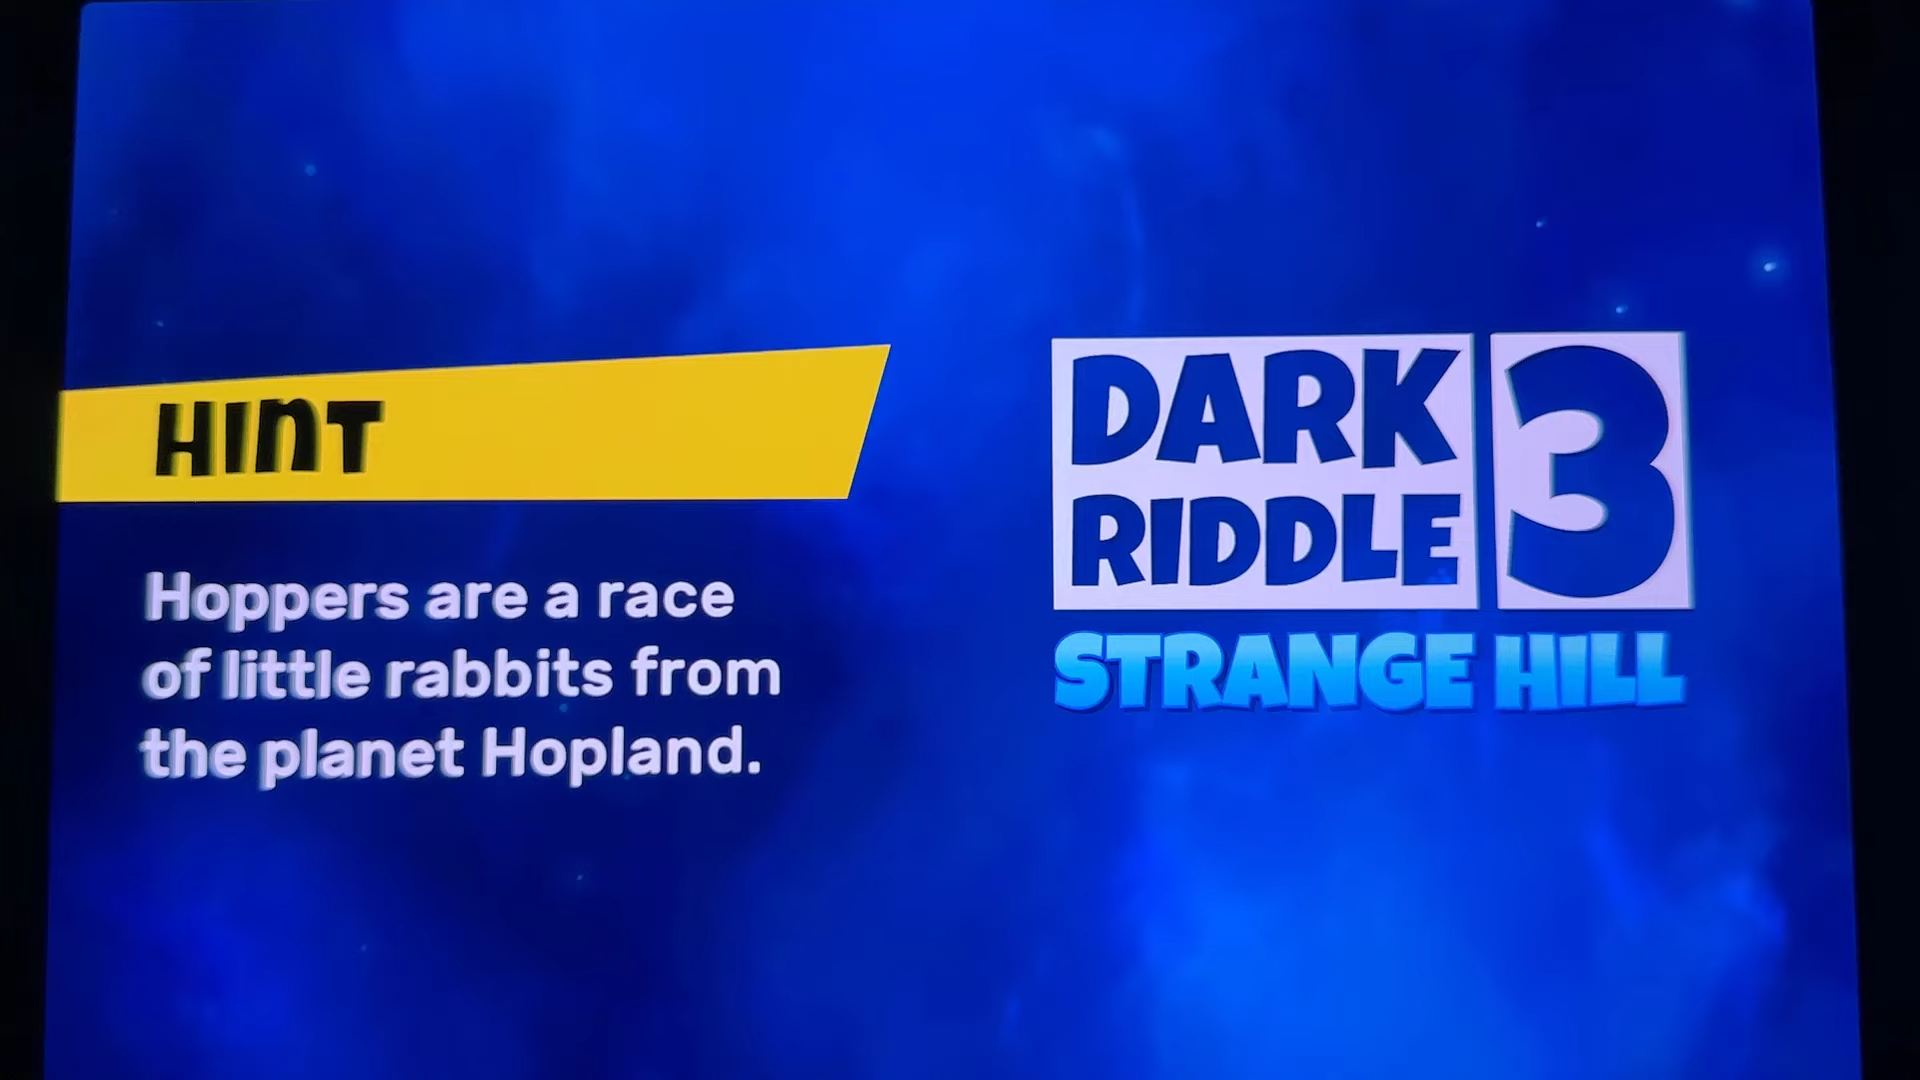 HINT
Hoppers are a race
of little rabbits from
the planet Hopland.
DARK
RIDDLE
3
STRANGE HILL